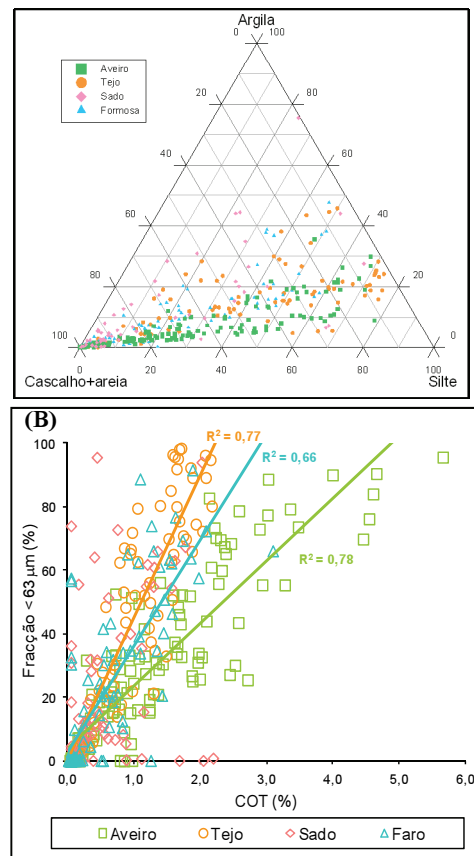 Argila
0 100
Aveiro
Tejo
Sado
Formosa
20 80
40 60
60 40
80 20
100 0
0 20 40 60 80 100
Cascalho+areia Silte
(B)
R² = 0,77
R² = 0,66
R² = 0,78
Fracção < 63 µm (%)
100
80
60
40
20
0
0,0 1,0 2,0 3,0 4,0 5,0 6,0
COT (%)
Aveiro Tejo Sado Faro